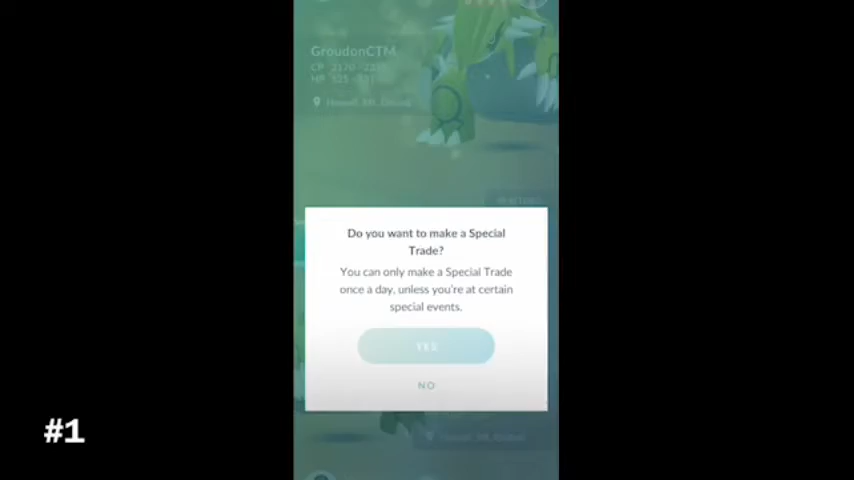 GroudonCTM
Do you want to make a Special
Trade?
You can only make a Special Trade
once a day, unless you're at certain
special events.
YES
NO
#1